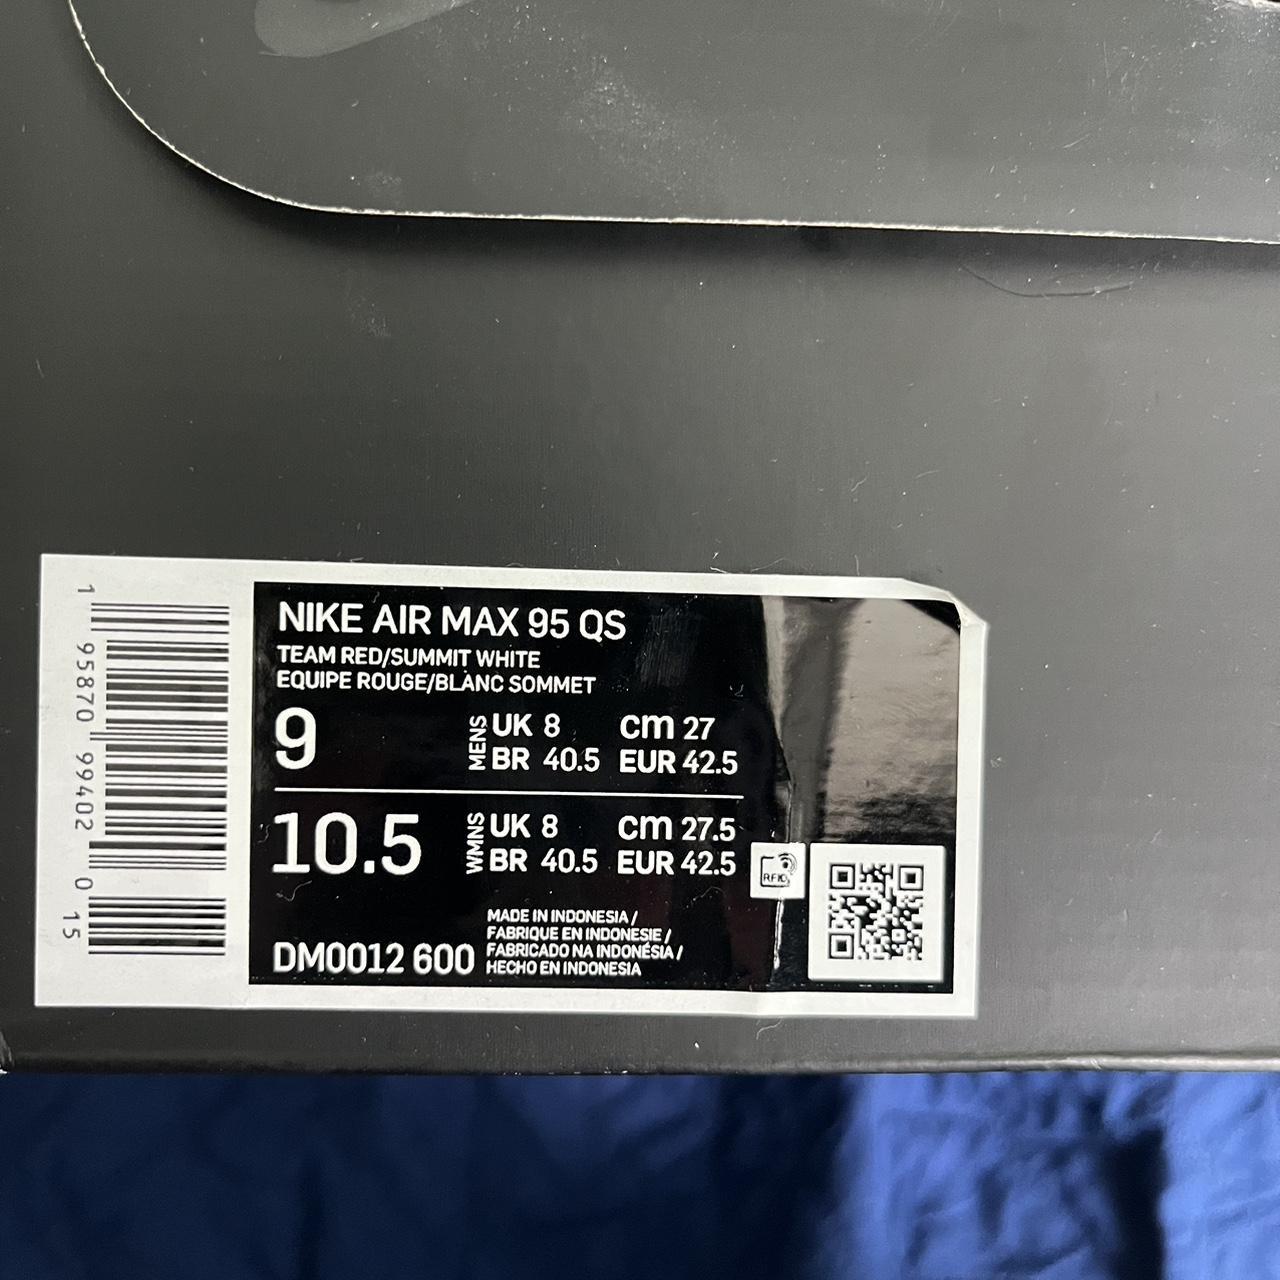 NIKE AIR MAX 95 QS
TEAM RED/SUMMIT WHITE
EQUIPE ROUGE/BLANC SOMMET
9
MENS
UK 8 cm 27
BR 40.5 EUR 42.5
10.5
WMNS
UK 8 cm 27.5
BR 40.5 EUR 42.5
RFID
DM0012 600
MADE IN INDONESIA /
FABRIQUE EN INDONESIE /
FABRICADO NA INDONÉSIA /
HECHO EN INDONESIA
1 95870 99402 0 15